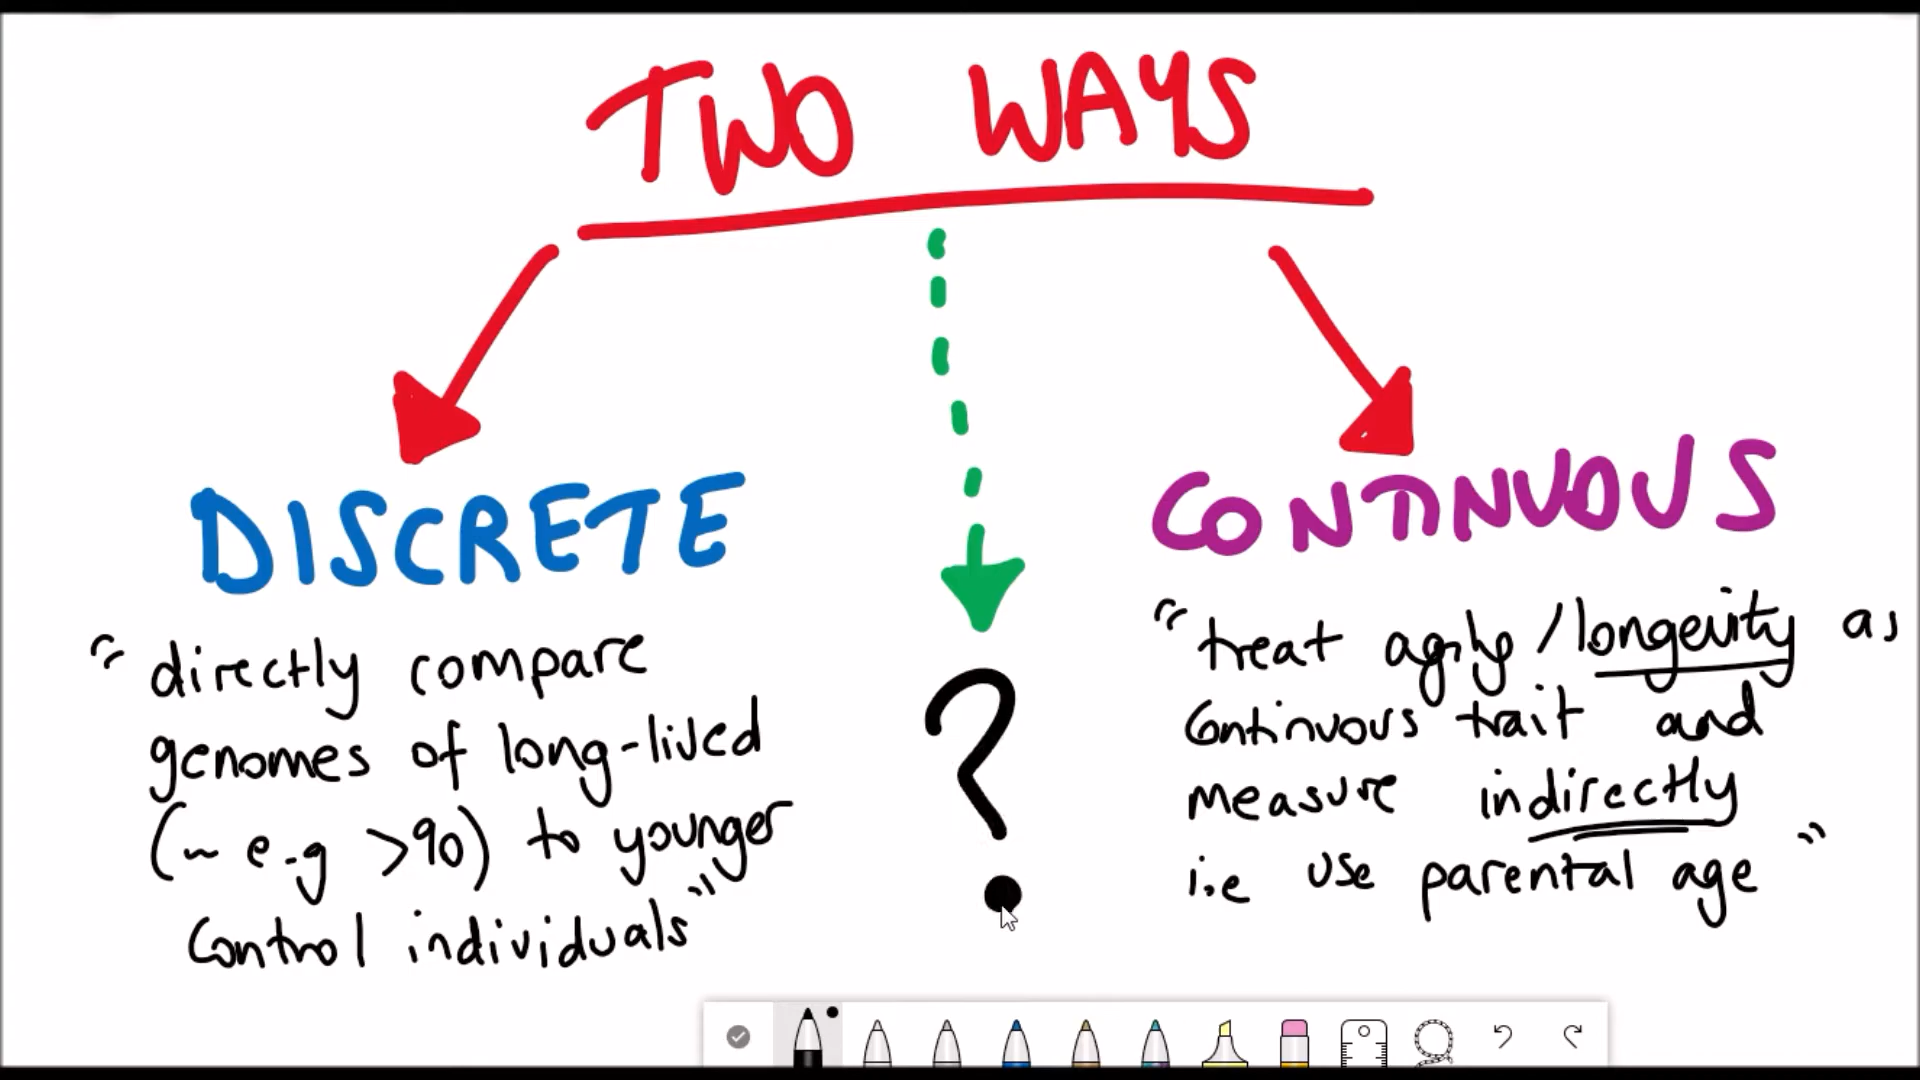 TWO WAYS
DISCRETE
"directly compare
genomes of long-lived
(~ e.g >90) to younger
control individuals"
?
CONTINUOUS
"treat aging/longevity as
continuous trait and
measure indirectly
i.e use parental age"